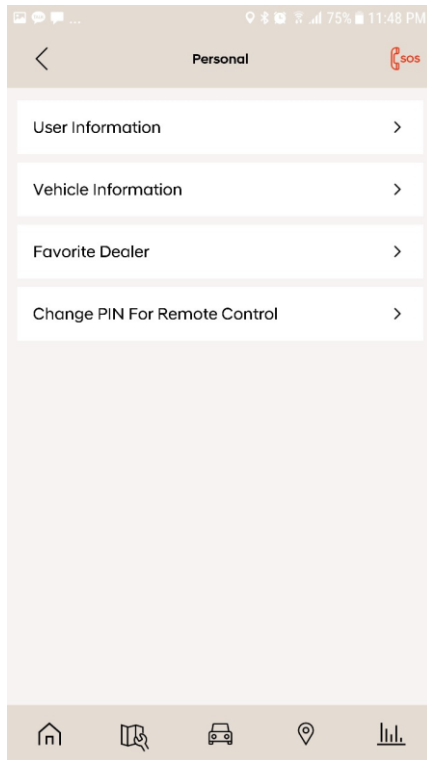 ... 75% 11:48 PM
Personal
SOS
User Information
Vehicle Information
Favorite Dealer
Change PIN For Remote Control